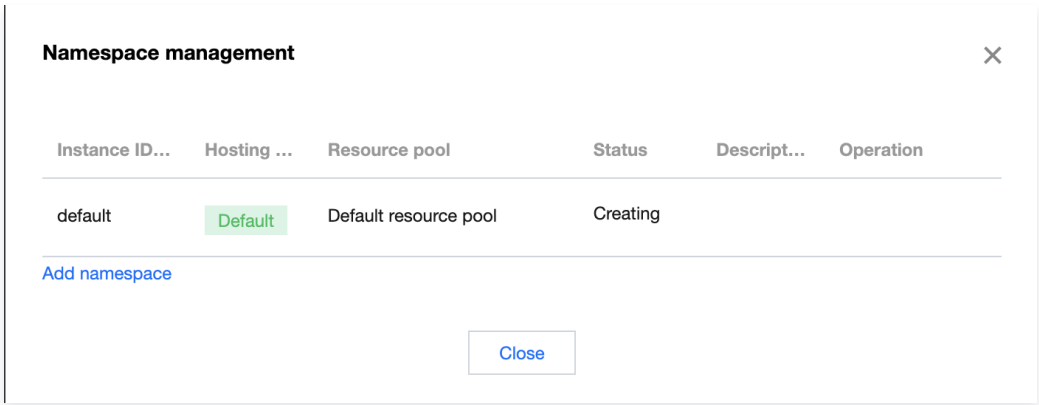 Namespace management
Instance ID... Hosting ... Resource pool Status Descript... Operation
default Default Default resource pool Creating
Add namespace
Close